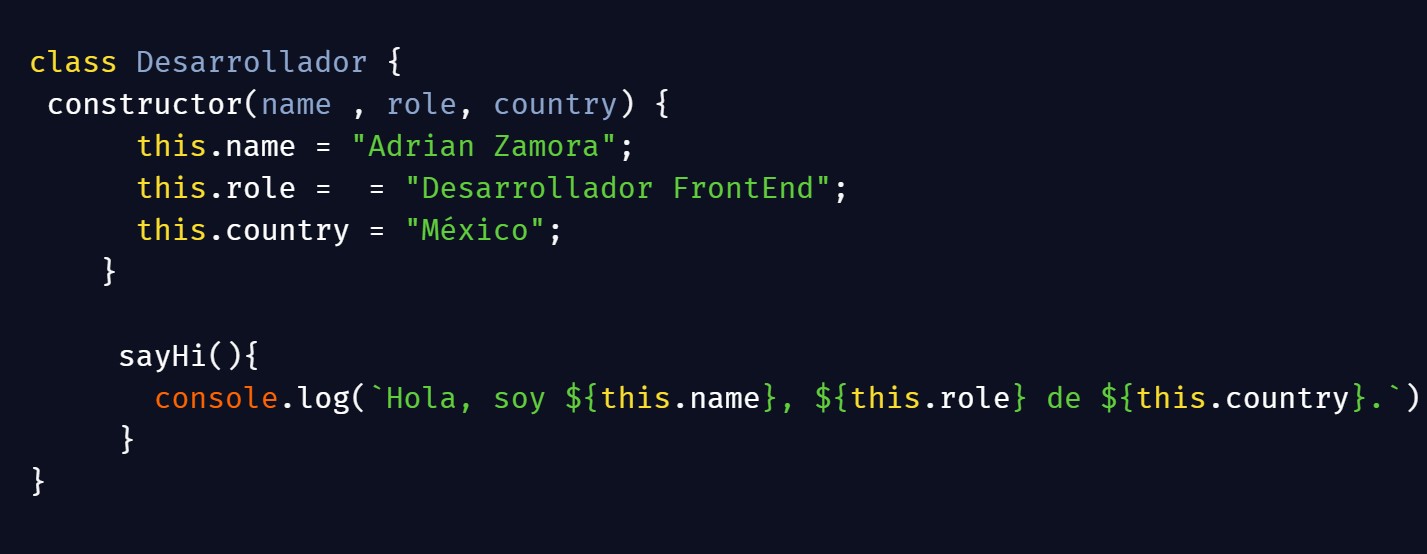 class Desarrollador {
constructor(name , role, country) {
this.name = "Adrian Zamora";
this.role =  = "Desarrollador FrontEnd";
this.country = "México";
}
sayHi(){
console.log(`Hola, soy ${this.name}, ${this.role} de ${this.country}.`)
}
}